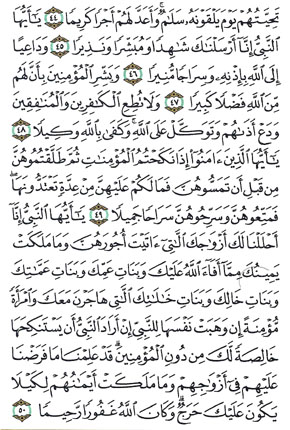 تَحِيَّتُهُمْ يَوْمَ يَلْقَوْنَهُۥ سَلَٰمٌ ۚ وَأَعَدَّ لَهُمْ أَجْرًا كَرِيمًا ٤٤ يَٰٓأَيُّهَا
ٱلنَّبِىُّ إِنَّآ أَرْسَلْنَٰكَ شَٰهِدًا وَمُبَشِّرًا وَنَذِيرًا ٤٥ وَدَاعِيًا
إِلَى ٱللَّهِ بِإِذْنِهِۦ وَسِرَاجًا مُّنِيرًا ٤٦ وَبَشِّرِ ٱلْمُؤْمِنِينَ بِأَنَّ لَهُم
مِّنَ ٱللَّهِ فَضْلًا كَبِيرًا ٤٧ وَلَا تُطِعِ ٱلْكَٰفِرِينَ وَٱلْمُنَٰفِقِينَ
وَدَعْ أَذَىٰهُمْ وَتَوَكَّلْ عَلَى ٱللَّهِ ۚ وَكَفَىٰ بِٱللَّهِ وَكِيلًا ٤٨
يَٰٓأَيُّهَا ٱلَّذِينَ ءَامَنُوٓا۟ إِذَا نَكَحْتُمُ ٱلْمُؤْمِنَٰتِ ثُمَّ طَلَّقْتُمُوهُنَّ
مِن قَبْلِ أَن تَمَسُّوهُنَّ فَمَا لَكُمْ عَلَيْهِنَّ مِنْ عِدَّةٍ تَعْتَدُّونَهَا ۖ
فَمَتِّعُوهُنَّ وَسَرِّحُوهُنَّ سَرَاحًا جَمِيلًا ٤٩ يَٰٓأَيُّهَا ٱلنَّبِىُّ إِنَّآ
أَحْلَلْنَا لَكَ أَزْوَٰجَكَ ٱلَّٰتِىٓ ءَاتَيْتَ أُجُورَهُنَّ وَمَا مَلَكَتْ
يَمِينُكَ مِمَّآ أَفَآءَ ٱللَّهُ عَلَيْكَ وَبَنَاتِ عَمِّكَ وَبَنَاتِ عَمَّٰتِكَ
وَبَنَاتِ خَالِكَ وَبَنَاتِ خَٰلَٰتِكَ ٱلَّٰتِى هَاجَرْنَ مَعَكَ وَٱمْرَأَةً
مُّؤْمِنَةً إِن وَهَبَتْ نَفْسَهَا لِلنَّبِىِّ إِنْ أَرَادَ ٱلنَّبِىُّ أَن يَسْتَنكِحَهَا
خَالِصَةً لَّكَ مِن دُونِ ٱلْمُؤْمِنِينَ ۗ قَدْ عَلِمْنَا مَا فَرَضْنَا
عَلَيْهِمْ فِىٓ أَزْوَٰجِهِمْ وَمَا مَلَكَتْ أَيْمَٰنُهُمْ لِكَيْلَا
يَكُونَ عَلَيْكَ حَرَجٌ ۗ وَكَانَ ٱللَّهُ غَفُورًا رَّحِيمًا ٥٠